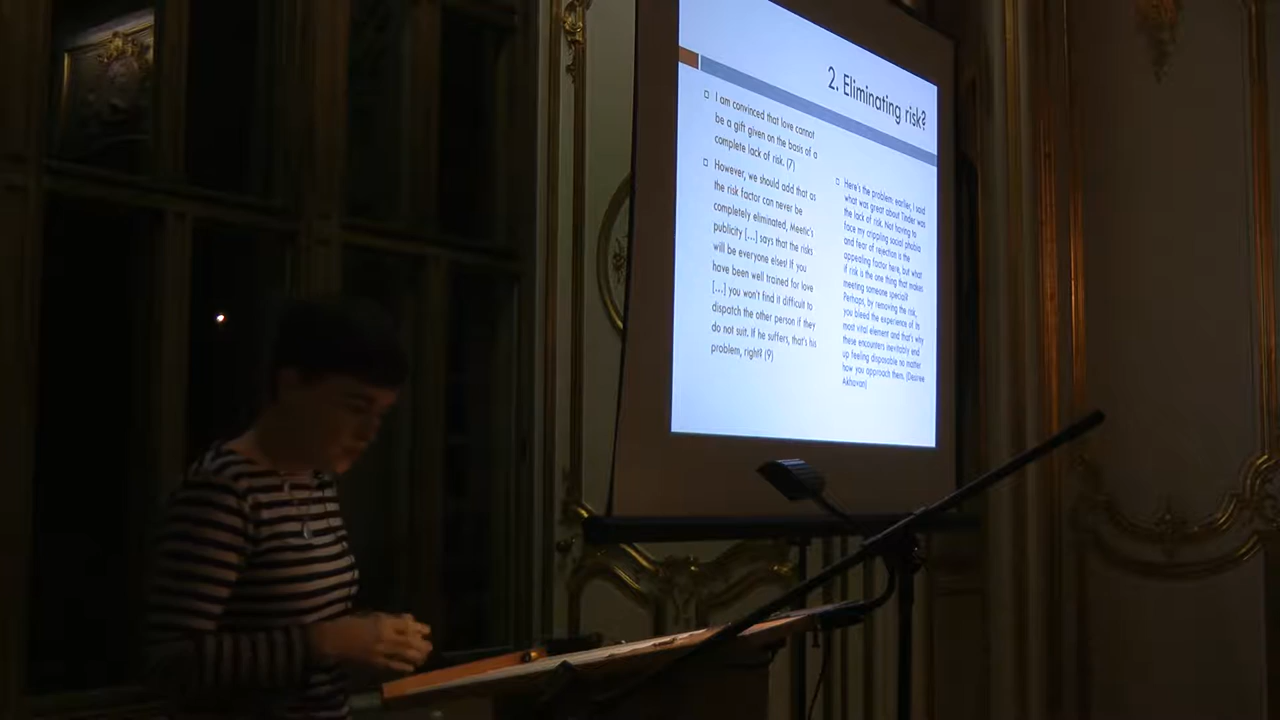 2. Eliminating risk?
I am convinced that love cannot
be a gift given on the basis of a
complete lack of risk. (7)
However, we should add that as
the risk factor can never be
completely eliminated, Meetic's
publicity [...] says that the risks
will be everyone elses! If you
have been well trained for love
[...] you won't find it difficult to
dispatch the other person if they
do not suit. If he suffers, that's his
problem, right? (9)
Here's the problem: earlier, I said
what was great about Tinder was
the lack of risk. Not having to
face my crippling social phobia
and fear of rejection is the
appealing factor here, but what
if risk is the one thing that makes
meeting someone special?
Perhaps, by removing the risk,
you bleed the experience of its
most vital element and that's why
these encounters inevitably end
up feeling disposable no matter
how you approach them. (Desiree
Akhavan)